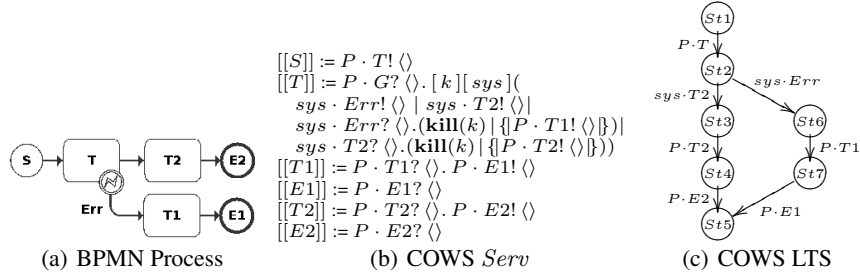 S
T
T2
E2
Err
T1
E1
(a) BPMN Process
[[S]] := P · T! ⟨⟩
[[T]] := P · G? ⟨⟩. [ k ][ sys ](
sys · Err! ⟨⟩ | sys · T2! ⟨⟩|
sys · Err? ⟨⟩.(kill(k) | {|P · T1! ⟨⟩|})|
sys · T2? ⟨⟩.(kill(k) | {|P · T2! ⟨⟩|}))
[[T1]] := P · T1? ⟨⟩. P · E1! ⟨⟩
[[E1]] := P · E1? ⟨⟩
[[T2]] := P · T2? ⟨⟩. P · E2! ⟨⟩
[[E2]] := P · E2? ⟨⟩
(b) COWS Serv
St1
P·T
St2
sys·Err
sys·T2
St3
St6
P·T2
P·T1
St4
St7
P·E2
P·E1
St5
(c) COWS LTS